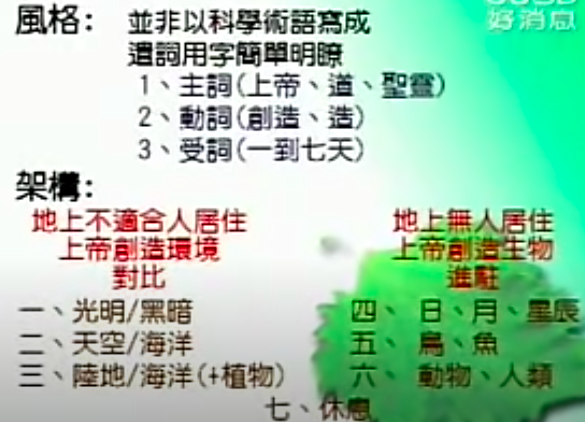 GOOD
好消息
風格: 並非以科學術語寫成
遣詞用字簡單明瞭
1、主詞(上帝、道、聖靈)
2、動詞(創造、造)
3、受詞(一到七天)
架構:
地上不適合人居住 地上無人居住
上帝創造環境 上帝創造生物
對比 進駐
一、光明/黑暗 四、日、月、星辰
二、天空/海洋 五、鳥、魚
三、陸地/海洋(+植物) 六、動物、人類
七、休息